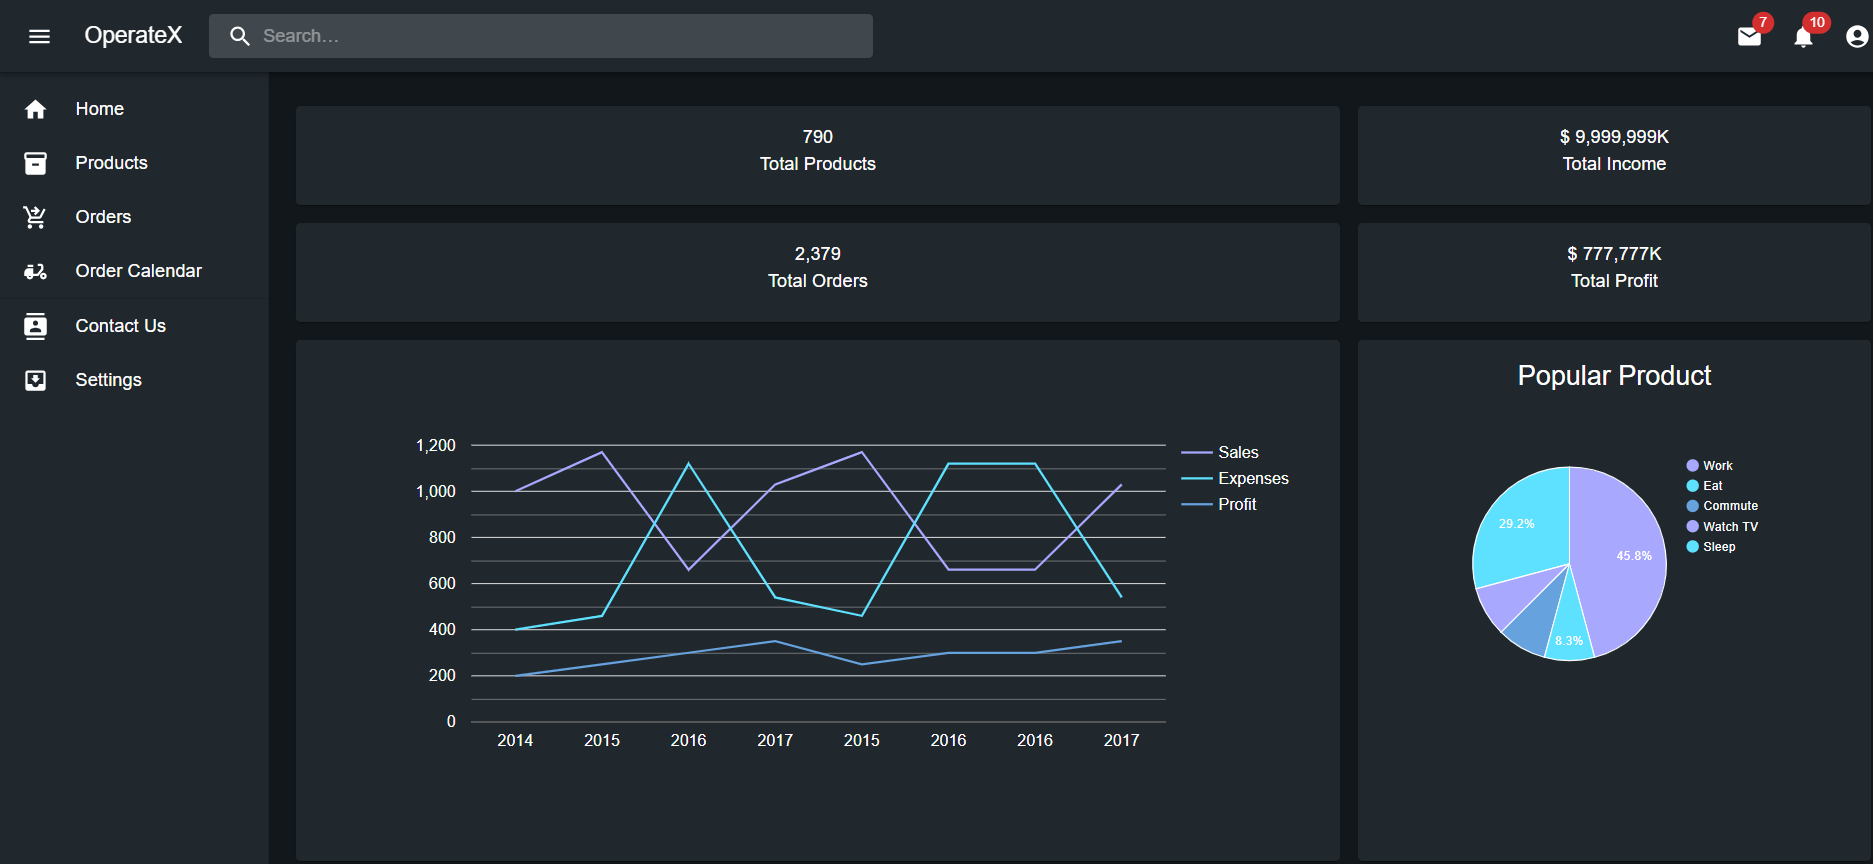 OperateX
Search…
7
10
Home
Products
Orders
Order Calendar
Contact Us
Settings
790
Total Products
$ 9,999,999K
Total Income
2,379
Total Orders
$ 777,777K
Total Profit
1,200
1,000
800
600
400
200
0
2014 2015 2016 2017 2015 2016 2016 2017
Sales
Expenses
Profit
Popular Product
29.2%
45.8%
8.3%
Work
Eat
Commute
Watch TV
Sleep